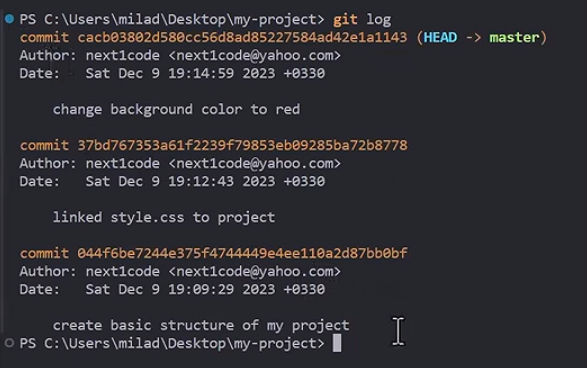 PS C:\Users\milad\Desktop\my-project> git log
commit cacb03802d580cc56d8ad85227584ad42e1a1143 (HEAD -> master)
Author: next1code <next1code@yahoo.com>
Date:   Sat Dec 9 19:14:59 2023 +0330
change background color to red
commit 37bd767353a61f2239f79853eb09285ba72b8778
Author: next1code <next1code@yahoo.com>
Date:   Sat Dec 9 19:12:43 2023 +0330
linked style.css to project
commit 044f6be7244e375f4744449e4ee110a2d87bb0bf
Author: next1code <next1code@yahoo.com>
Date:   Sat Dec 9 19:09:29 2023 +0330
create basic structure of my project
PS C:\Users\milad\Desktop\my-project>